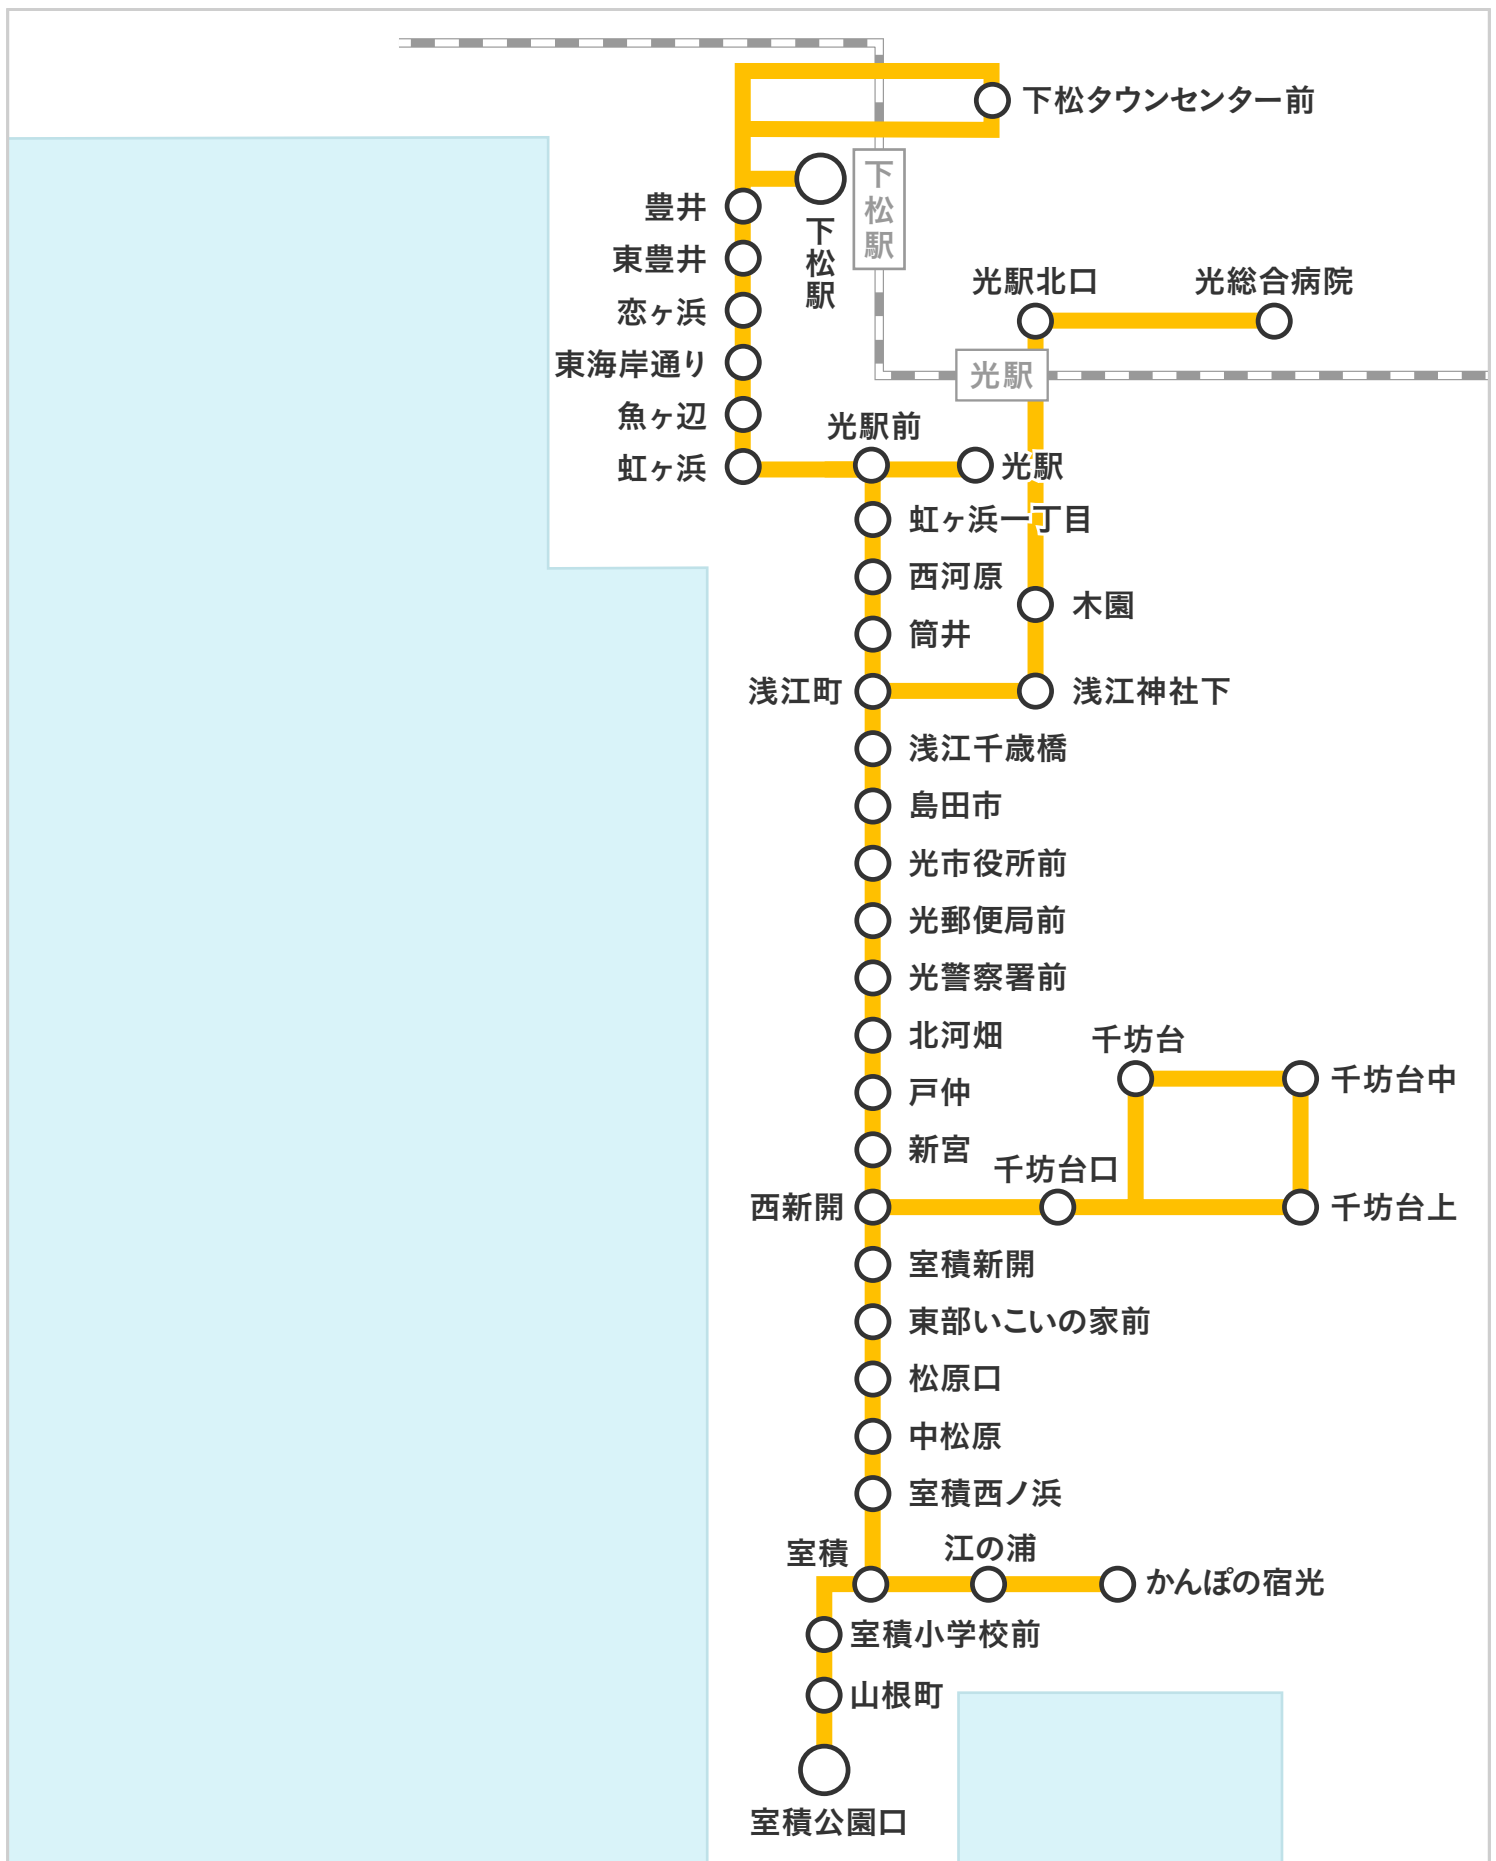 下松タウンセンター前
下松駅
下松駅
豊井
東豊井
恋ヶ浜
東海岸通り
魚ヶ辺
虹ヶ浜
光駅北口
光総合病院
光駅
光駅前
光駅
虹ヶ浜一丁目
西河原
筒井
木園
浅江町
浅江神社下
浅江千歳橋
島田市
光市役所前
光郵便局前
光警察署前
北河畑
戸仲
新宮
千坊台
千坊台中
千坊台口
西新開
千坊台上
室積新開
東部いこいの家前
松原口
中松原
室積西ノ浜
室積
江の浦
かんぽの宿光
室積小学校前
山根町
室積公園口